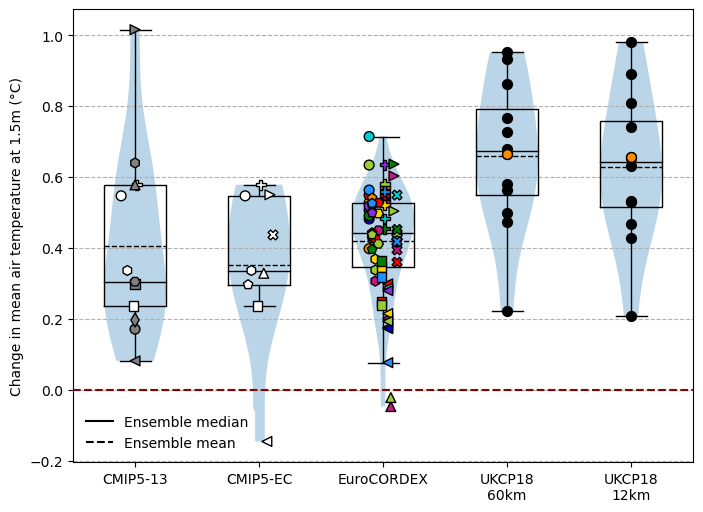 Change in mean air temperature at 1.5m (°C)
1.0
0.8
0.6
0.4
0.2
0.0
−0.2
Ensemble median
Ensemble mean
CMIP5-13
CMIP5-EC
EuroCORDEX
UKCP18
60km
UKCP18
12km